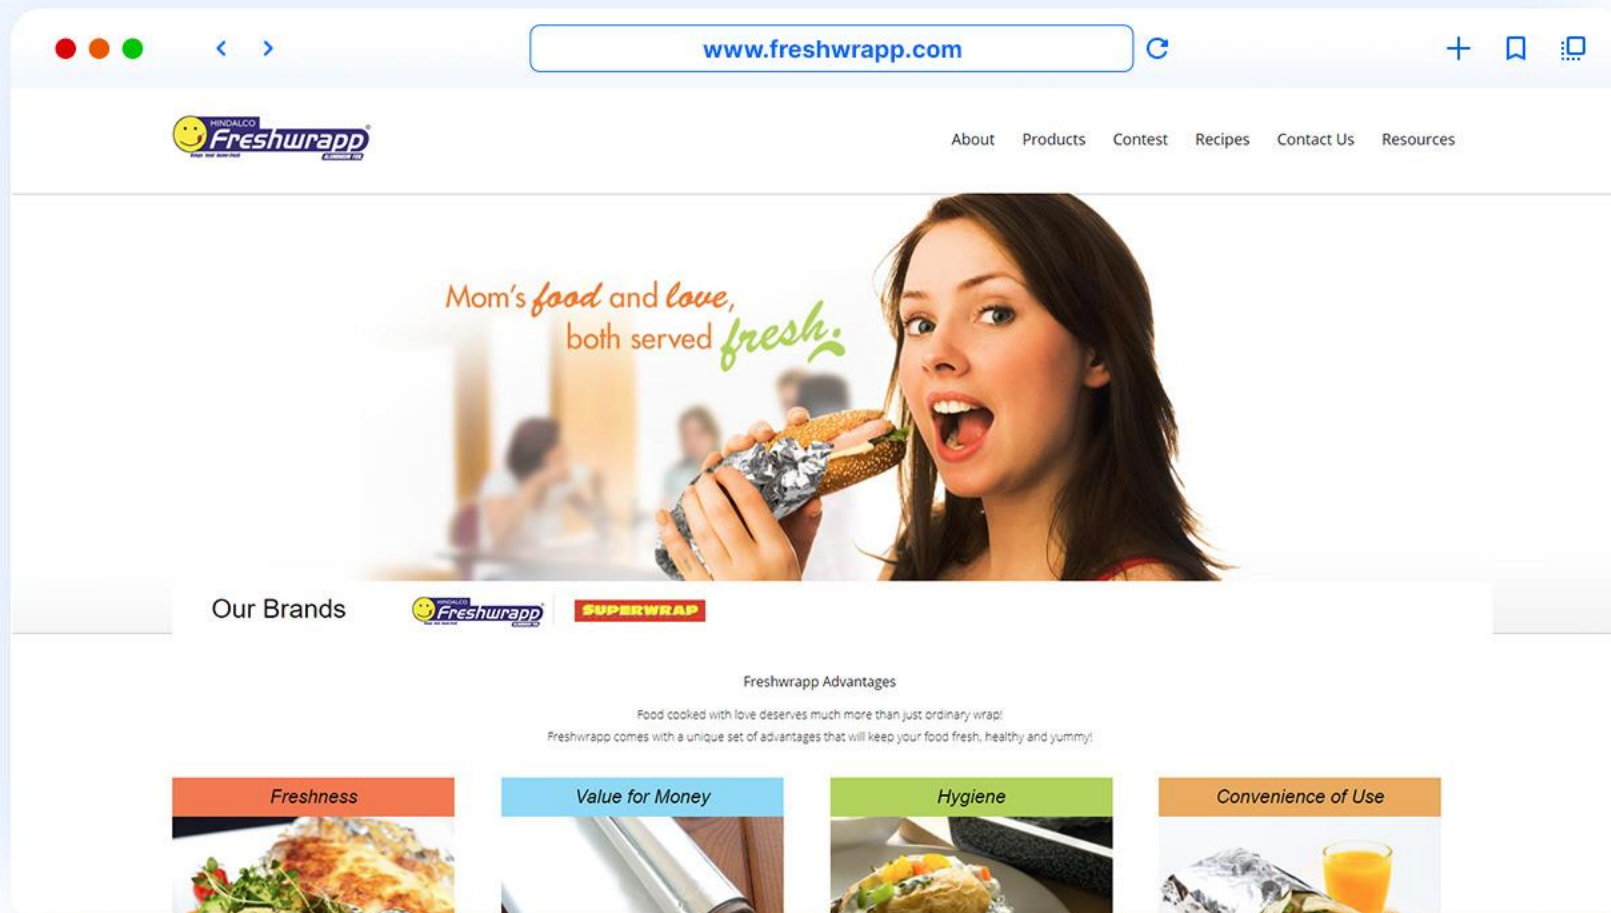 www.freshwrapp.com
HINDALCO
Freshwrapp
ALUMINIUM FOIL
About Products Contest Recipes Contact Us Resources
Mom's food and love,
both served fresh.
Our Brands
HINDALCO
Freshwrapp
SUPERWRAP
Freshwrapp Advantages
Food cooked with love deserves much more than just ordinary wrap!
Freshwrapp comes with a unique set of advantages that will keep your food fresh, healthy and yummy!
Freshness Value for Money Hygiene Convenience of Use